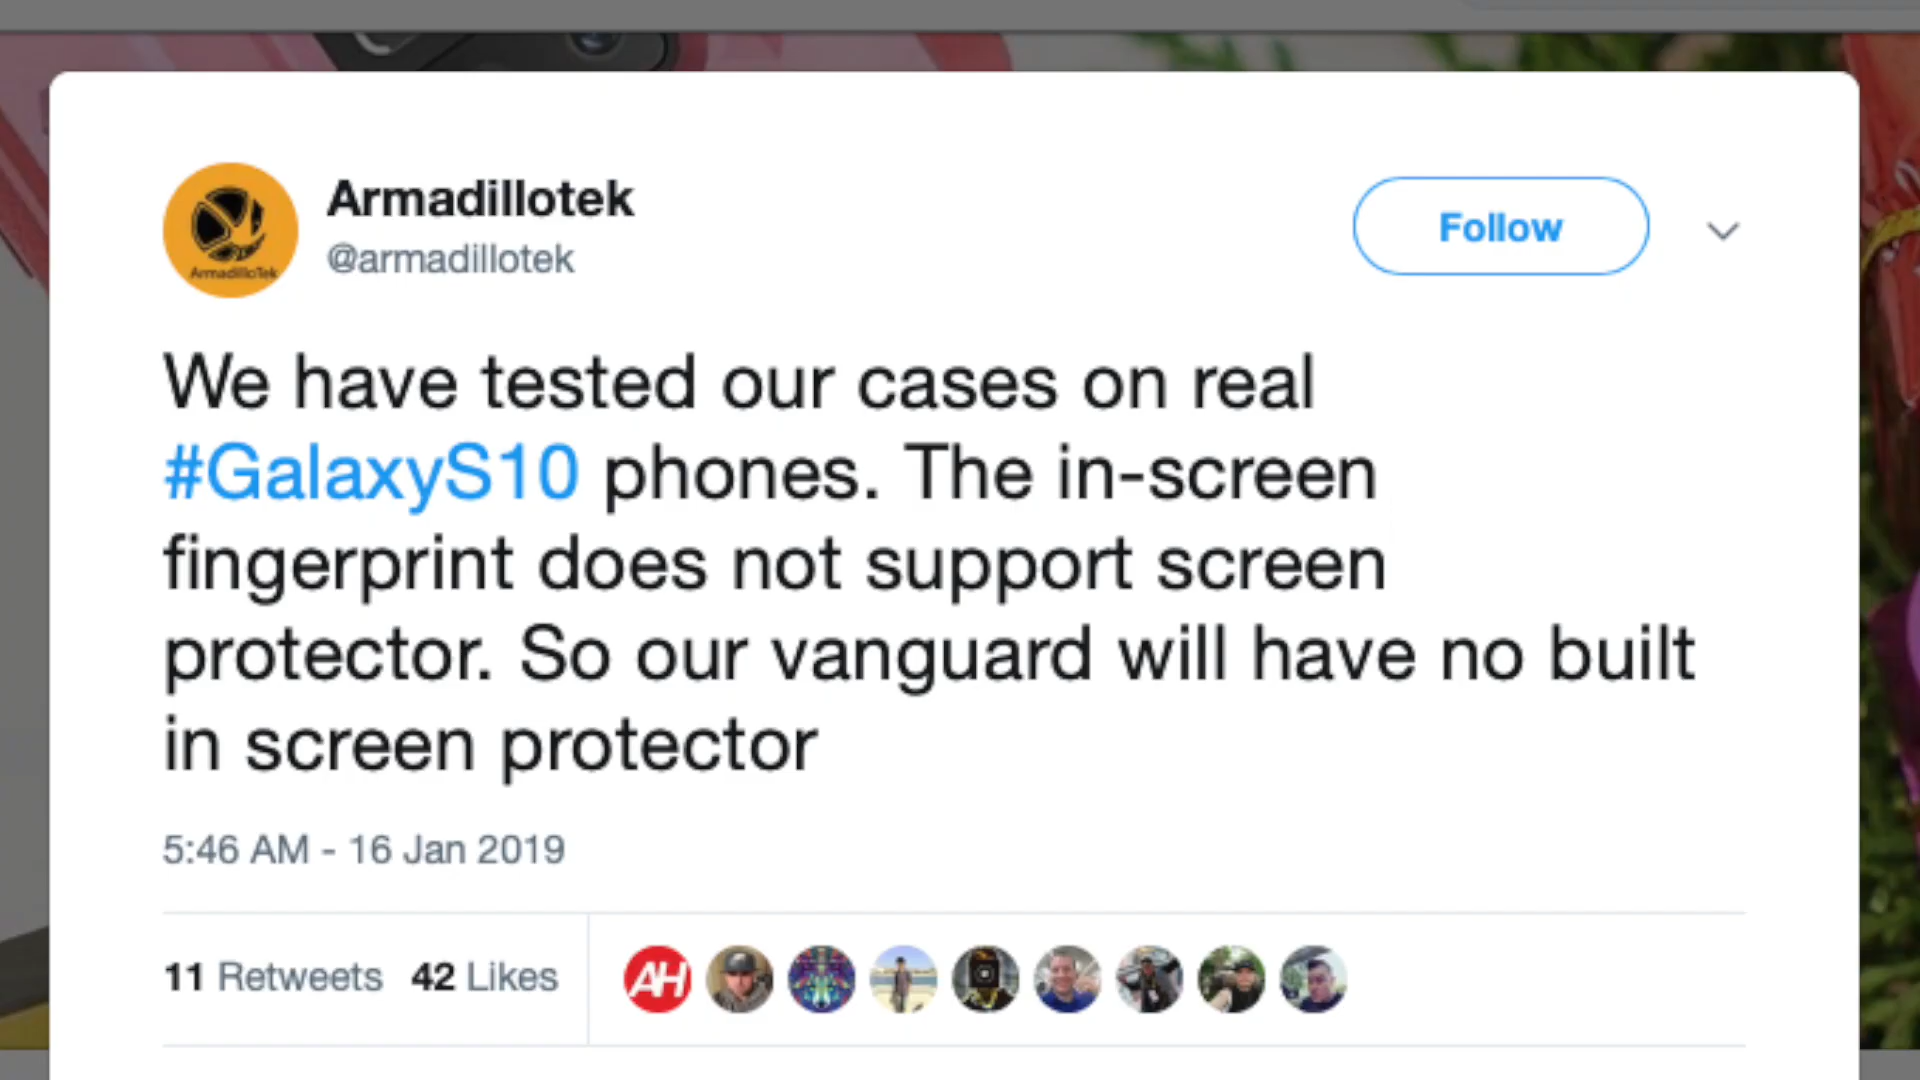 Armadillotek
@armadillotek
Follow
ArmadilloTek
We have tested our cases on real
#GalaxyS10 phones. The in-screen
fingerprint does not support screen
protector. So our vanguard will have no built
in screen protector
5:46 AM - 16 Jan 2019
11 Retweets 42 Likes
AH